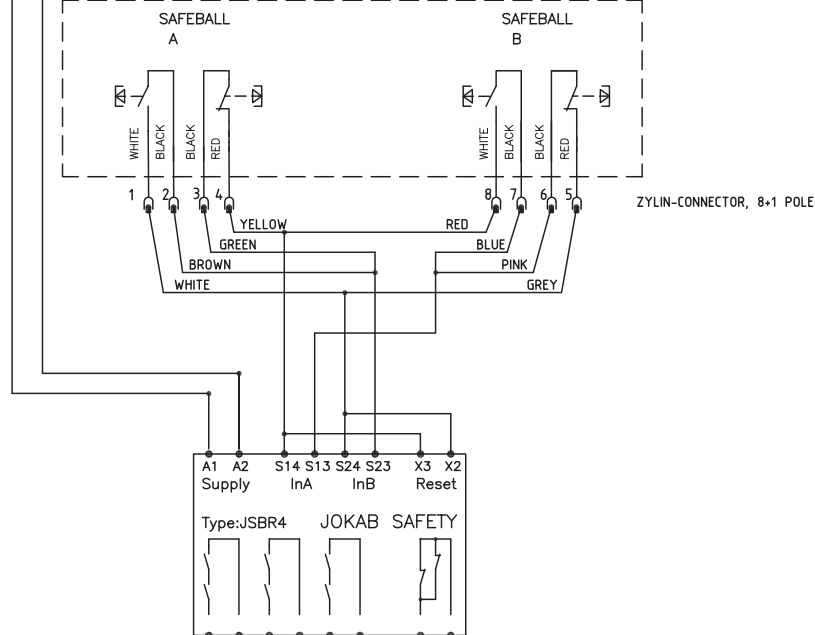 SAFEBALL SAFEBALL
A B
WHITE BLACK BLACK RED WHITE BLACK BLACK RED
1 2 3 4 8 7 6 5
ZYLIN-CONNECTOR, 8+1 POLE
YELLOW RED
GREEN BLUE
BROWN PINK
WHITE GREY
A1 A2 S14 S13 S24 S23 X3 X2
Supply InA InB Reset
Type:JSBR4 JOKAB SAFETY